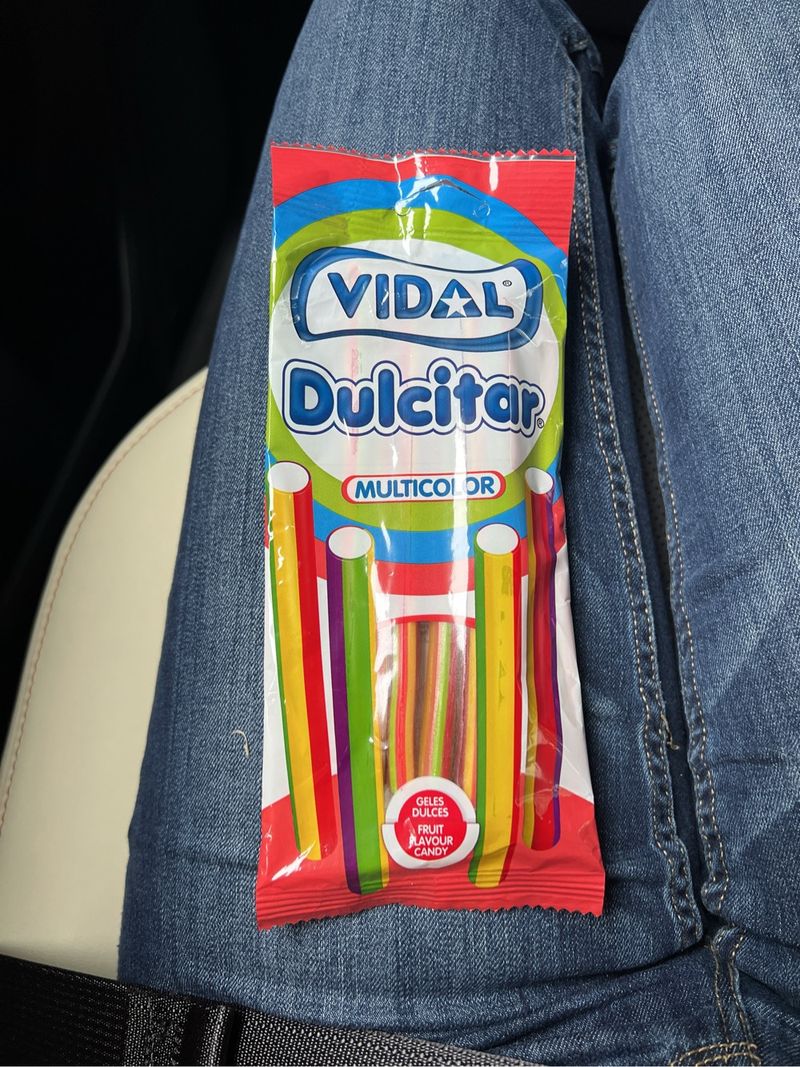 VIDAL®
Dulcitar®
MULTICOLOR
GELES
DULCES
FRUIT
FLAVOUR
CANDY